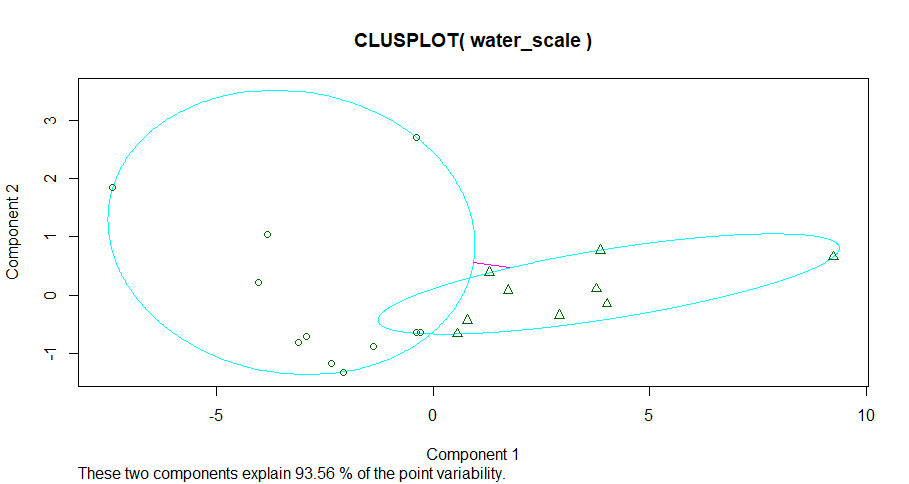 CLUSPLOT( water_scale )
3
2
1
0
-1
Component 2
-5
0
5
10
Component 1
These two components explain 93.56 % of the point variability.